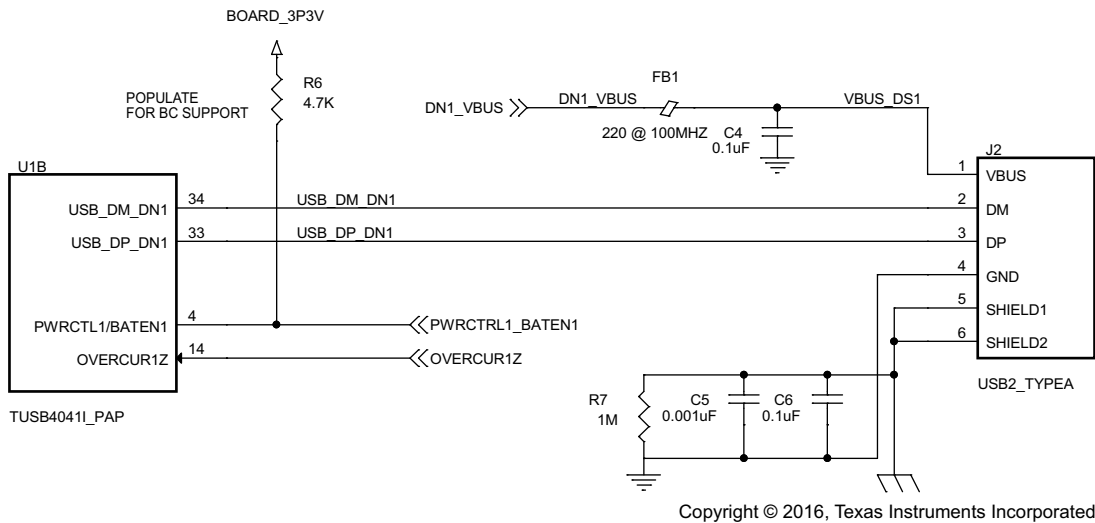 BOARD_3P3V
R6
4.7K
POPULATE
FOR BC SUPPORT
FB1
DN1_VBUS
DN1_VBUS
VBUS_DS1
220 @ 100MHZ
C4
0.1uF
U1B
J2
1
VBUS
USB_DM_DN1
34
USB_DM_DN1
2
DM
USB_DP_DN1
33
USB_DP_DN1
3
DP
4
GND
5
SHIELD1
PWRCTL1/BATEN1
4
PWRCTRL1_BATEN1
6
SHIELD2
OVERCUR1Z
14
OVERCUR1Z
USB2_TYPEA
TUSB4041I_PAP
R7
1M
C5
0.001uF
C6
0.1uF
Copyright © 2016, Texas Instruments Incorporated